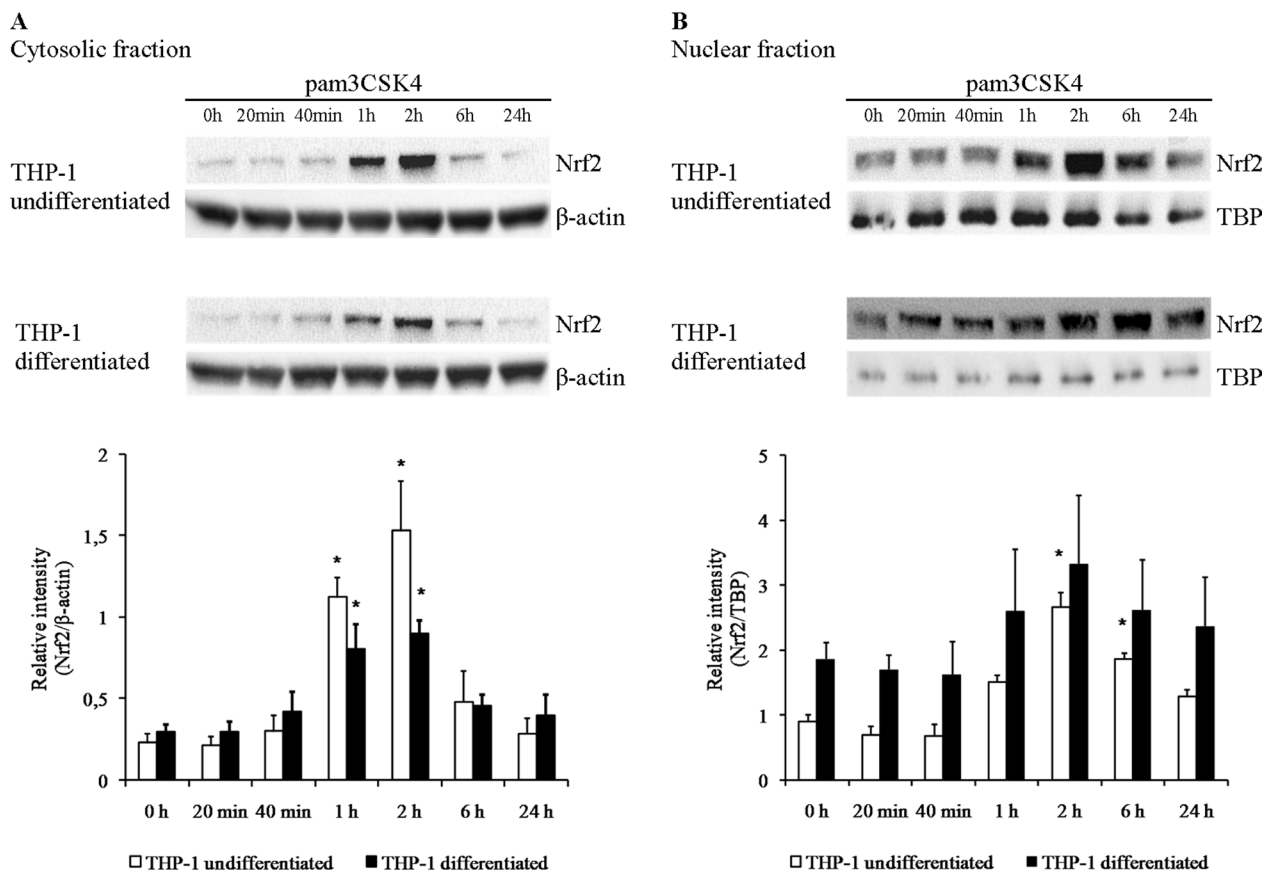 A
Cytosolic fraction
pam3CSK4
0h 20min 40min 1h 2h 6h 24h
THP-1
undifferentiated
Nrf2
β-actin
THP-1
differentiated
Nrf2
β-actin
2
1,5
1
0,5
0
Relative intensity
(Nrf2/β-actin)
* * * *
0 h 20 min 40 min 1 h 2 h 6 h 24 h
THP-1 undifferentiated THP-1 differentiated
B
Nuclear fraction
pam3CSK4
0h 20min 40min 1h 2h 6h 24h
THP-1
undifferentiated
Nrf2
TBP
THP-1
differentiated
Nrf2
TBP
5
4
3
2
1
0
Relative intensity
(Nrf2/TBP)
* *
0 h 20 min 40 min 1 h 2 h 6 h 24 h
THP-1 undifferentiated THP-1 differentiated